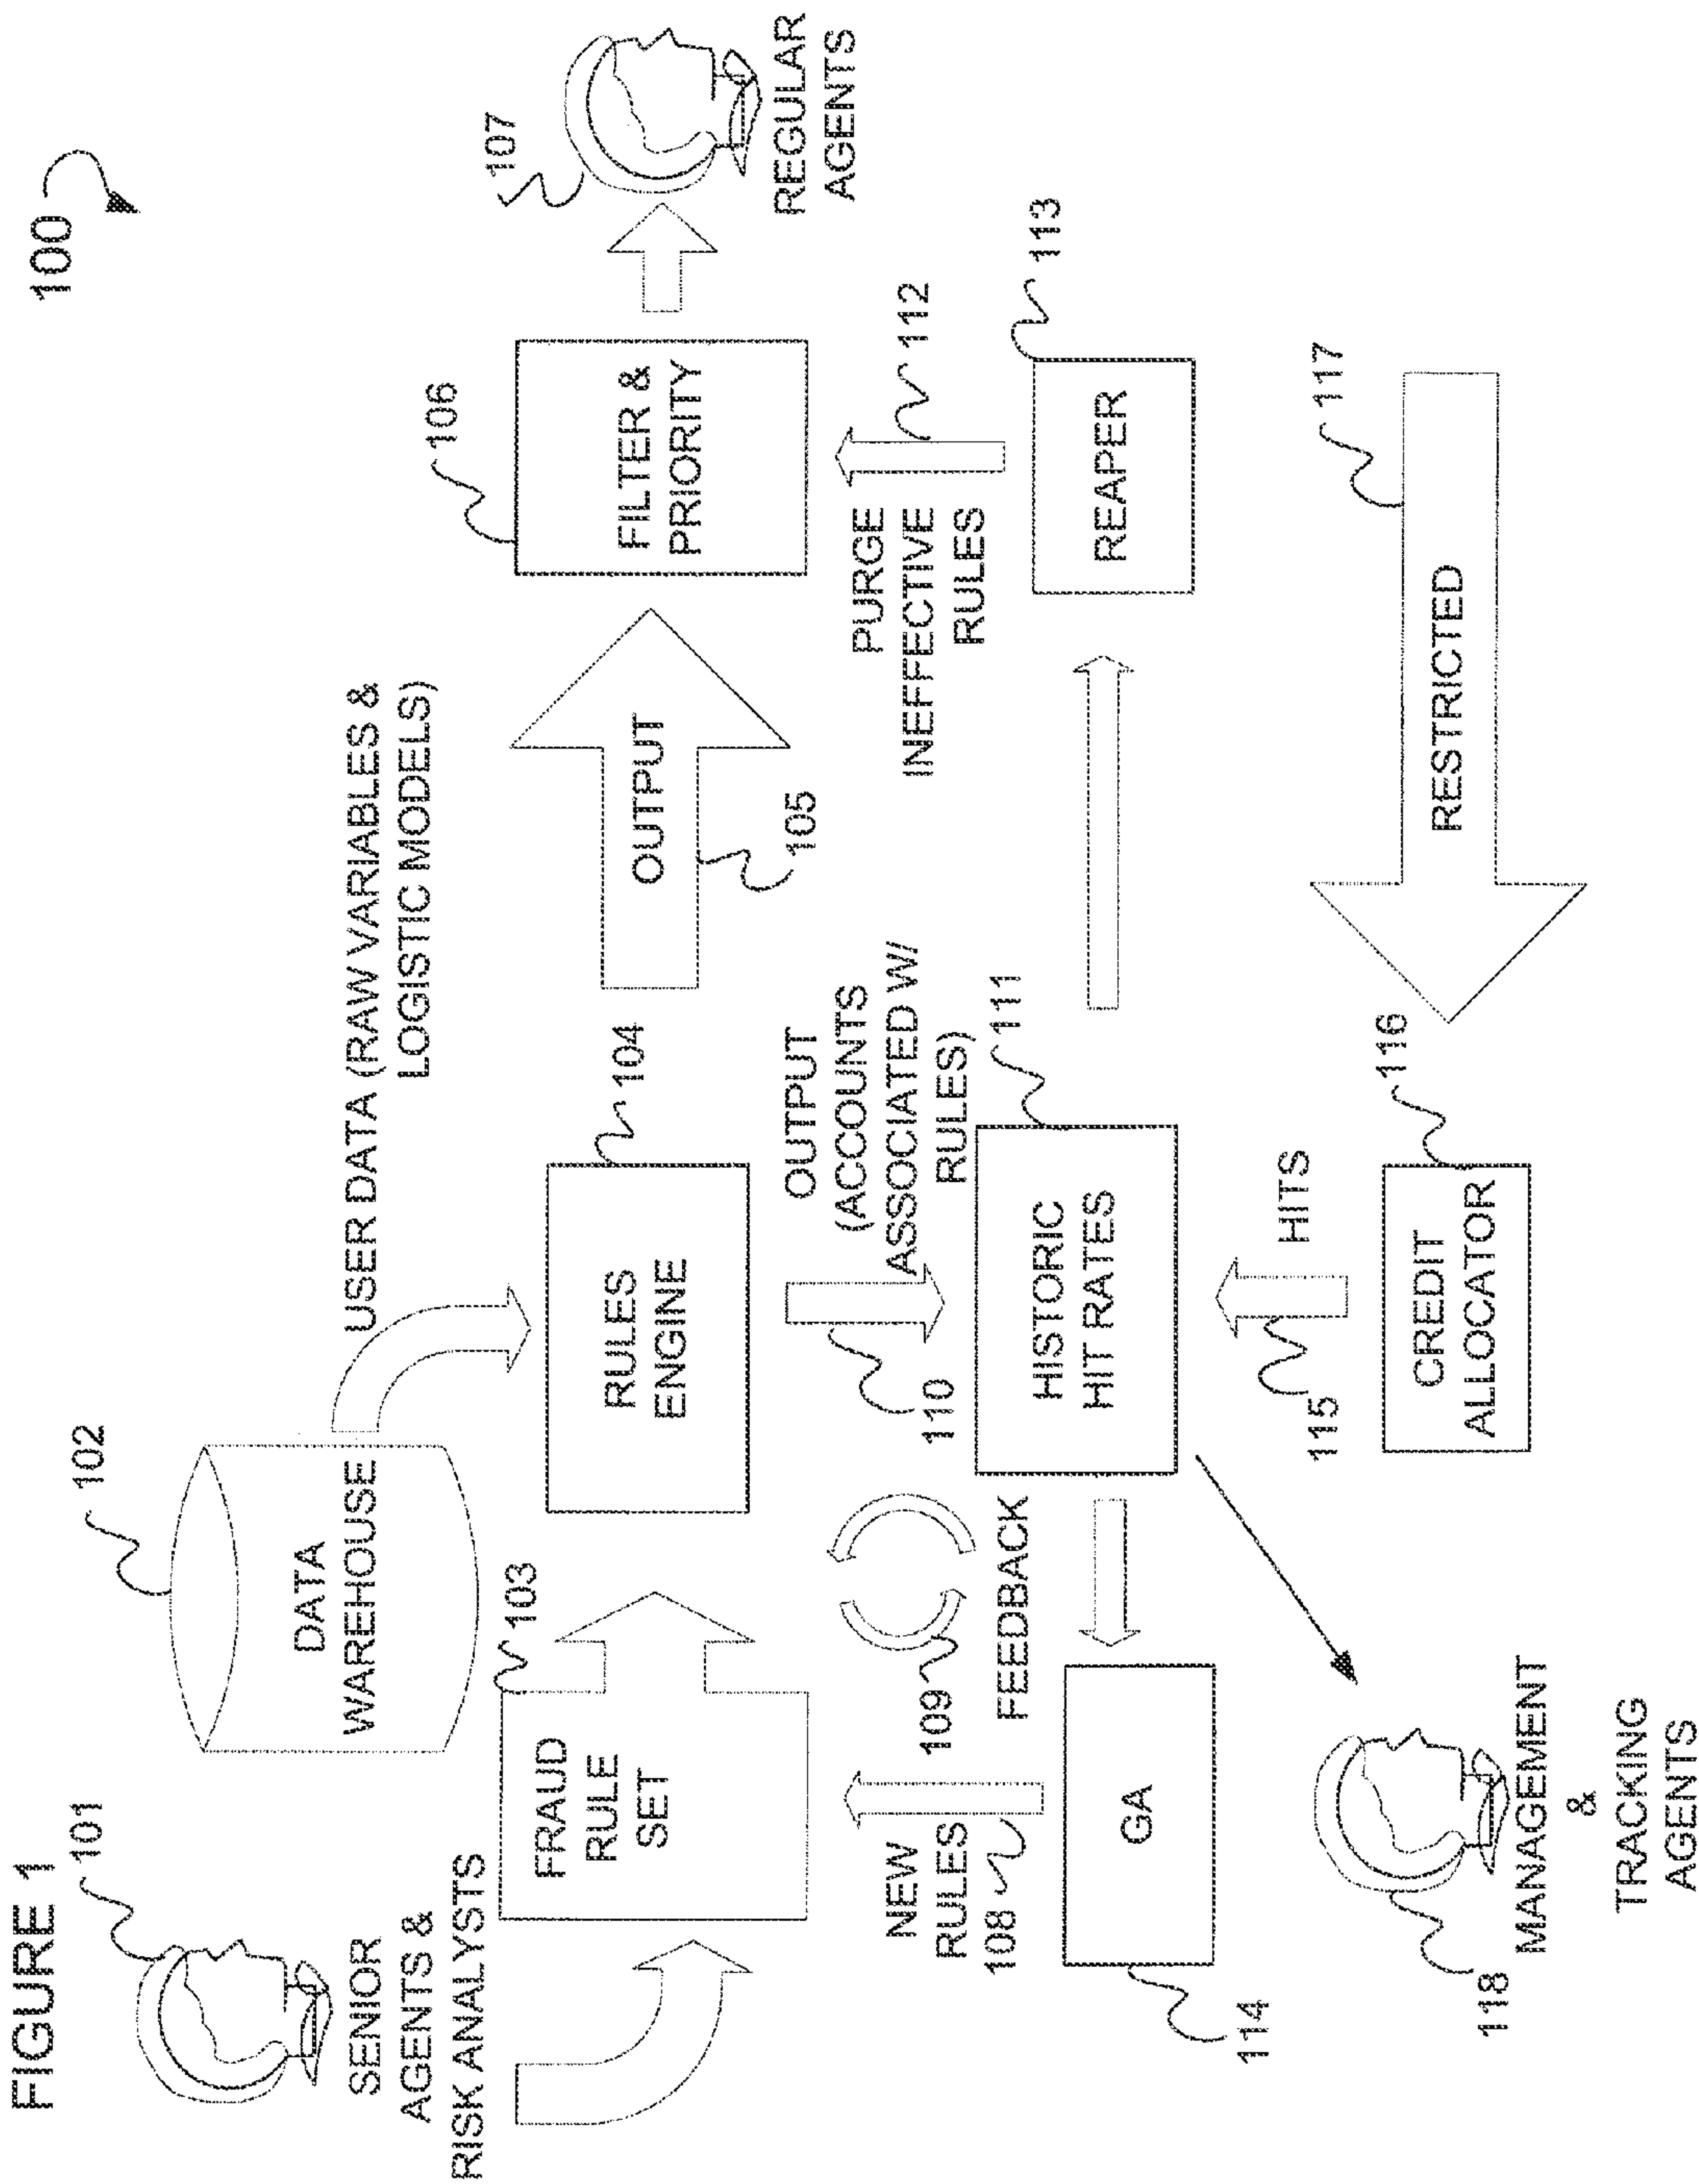 FIGURE 1
100
101
SENIOR
AGENTS &
RISK ANALYSTS
102
DATA
WAREHOUSE
USER DATA (RAW VARIABLES &
LOGISTIC MODELS)
103
FRAUD
RULE
SET
104
RULES
ENGINE
OUTPUT
105
106
FILTER &
PRIORITY
107
REGULAR
AGENTS
NEW
RULES
108
109
FEEDBACK
110
OUTPUT
(ACCOUNTS
ASSOCIATED W/
RULES)
111
HISTORIC
HIT RATES
PURGE
INEFFECTIVE
RULES
112
113
REAPER
GA
114
115
HITS
116
CREDIT
ALLOCATOR
117
RESTRICTED
118
MANAGEMENT
&
TRACKING
AGENTS